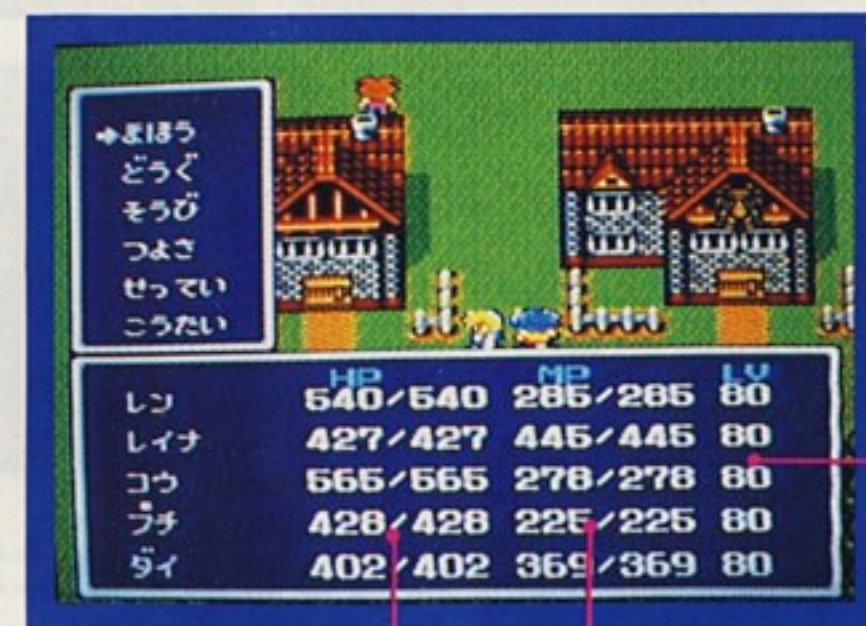 ➔まほう
どうぐ
そうび
つよさ
せってい
こうたい
HP MP LV
レン 540/540 285/285 80
レイナ 427/427 445/445 80
コウ 565/565 278/278 80
プチ 428/428 225/225 80
ダイ 402/402 369/369 80